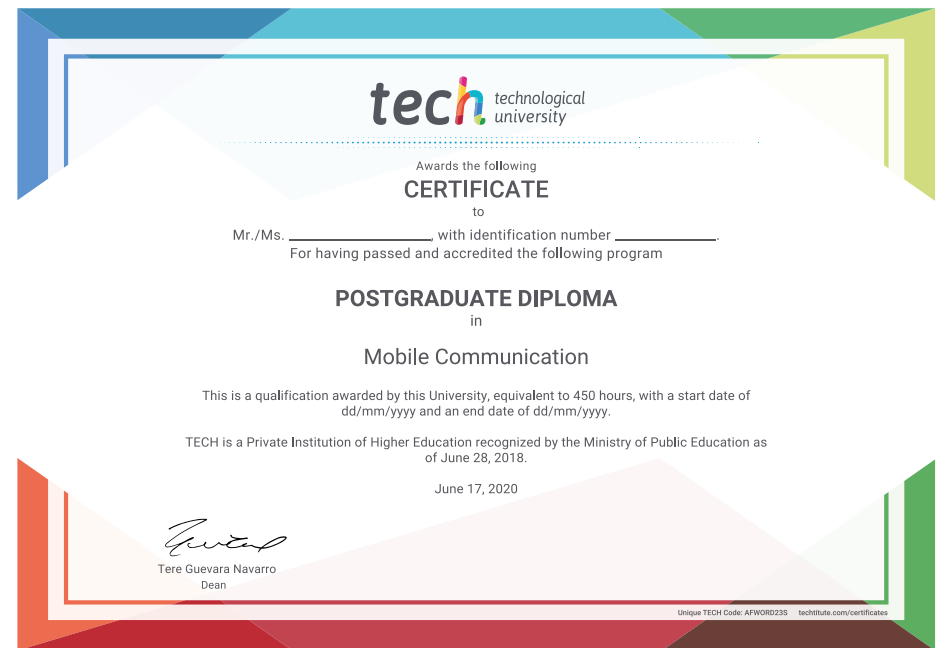 tech technological
university
Awards the following
CERTIFICATE
to
Mr./Ms. ________________, with identification number ____________.
For having passed and accredited the following program
POSTGRADUATE DIPLOMA
in
Mobile Communication
This is a qualification awarded by this University, equivalent to 450 hours, with a start date of
dd/mm/yyyy and an end date of dd/mm/yyyy.
TECH is a Private Institution of Higher Education recognized by the Ministry of Public Education as
of June 28, 2018.
June 17, 2020
Tere Guevara Navarro
Dean
Unique TECH Code: AFWORD23S techtitute.com/certificates